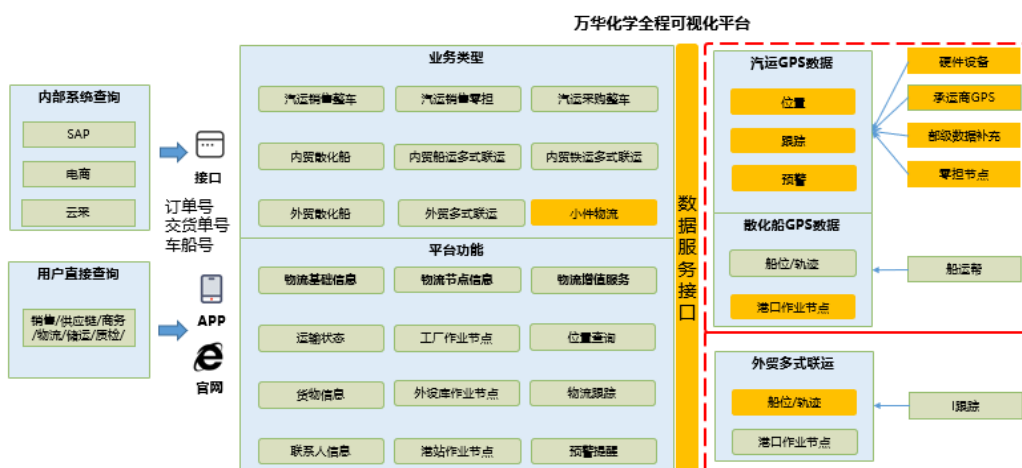 万华化学全程可视化平台
内部系统查询
SAP
电商
云采
接口
订单号
交货单号
车船号
用户直接查询
销售/供应链/商务
/物流/储运/质检/
APP
官网
业务类型
汽运销售整车
汽运销售零担
汽运采购整车
内贸散化船
内贸船运多式联运
内贸铁运多式联运
外贸散化船
外贸多式联运
小件物流
平台功能
物流基础信息
物流节点信息
物流增值服务
运输状态
工厂作业节点
位置查询
货物信息
外设库作业节点
物流跟踪
联系人信息
港站作业节点
预警提醒
数据服务接口
汽运GPS数据
位置
跟踪
预警
硬件设备
承运商GPS
部级数据补充
零担节点
散化船GPS数据
船位/轨迹
港口作业节点
船运帮
外贸多式联运
船位/轨迹
港口作业节点
I跟踪